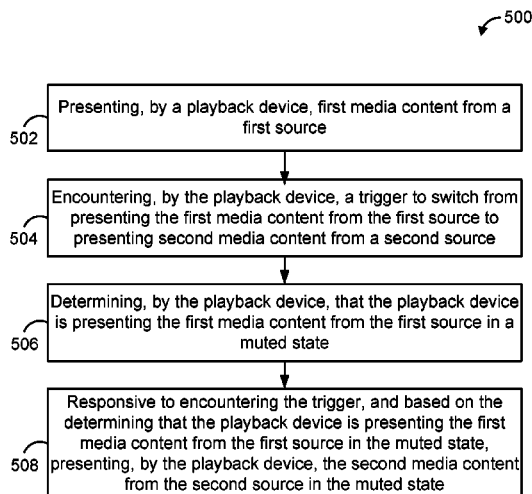 500
Presenting, by a playback device, first media content from a
first source
502
Encountering, by the playback device, a trigger to switch from
presenting the first media content from the first source to
presenting second media content from a second source
504
Determining, by the playback device, that the playback device
is presenting the first media content from the first source in a
muted state
506
Responsive to encountering the trigger, and based on the
determining that the playback device is presenting the first
media content from the first source in the muted state,
presenting, by the playback device, the second media content
from the second source in the muted state
508